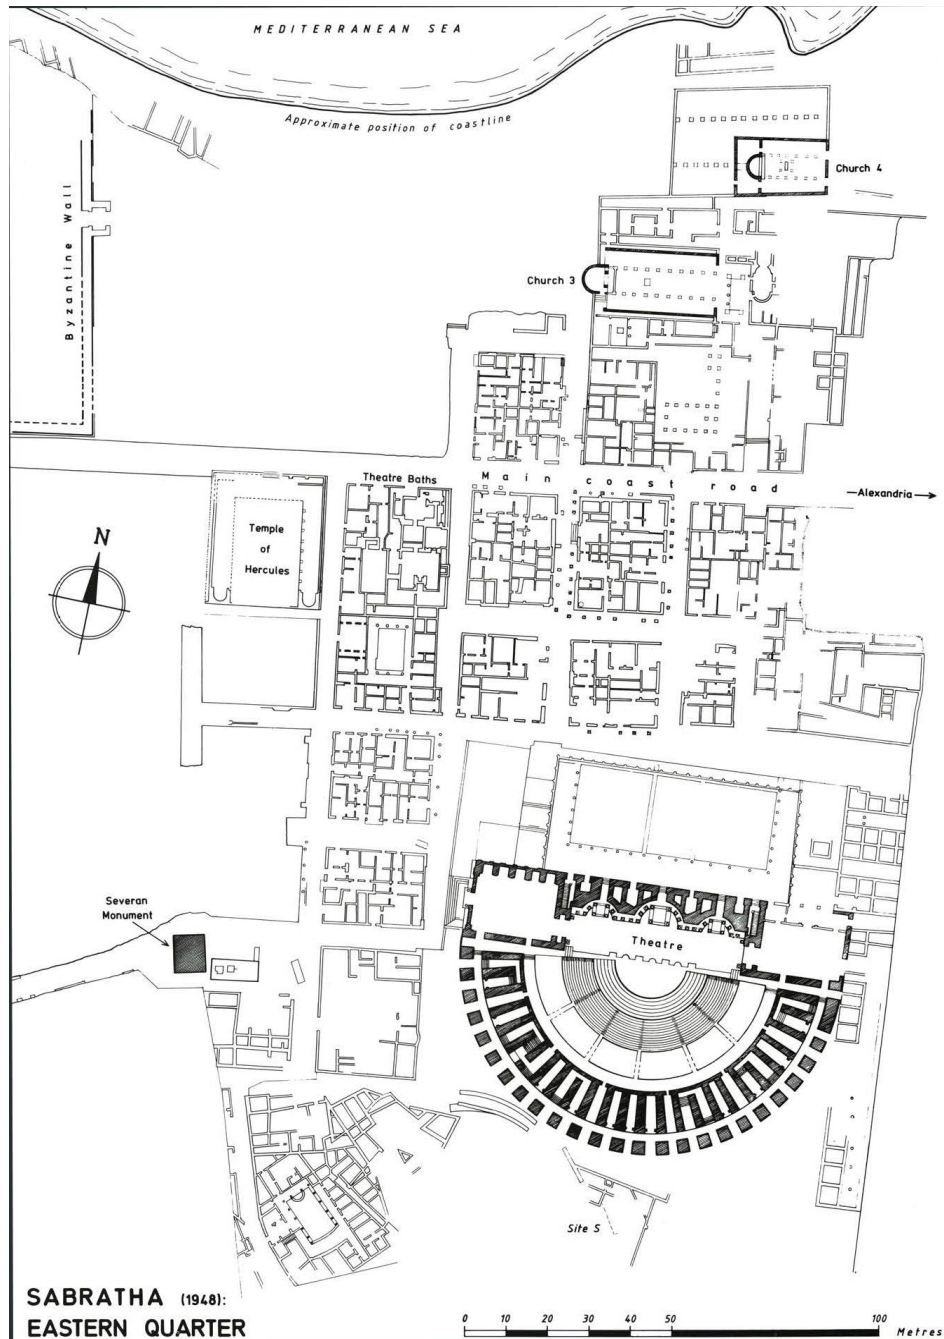 MEDITERRANEAN SEA
Approximate position of coastline
Church 4
Byzantine Wall
Church 3
Theatre Baths
Main coast road
Alexandria
Temple
of
Hercules
N
Severan
Monument
Theatre
Site S
SABRATHA (1948):
EASTERN QUARTER
0 10 20 30 40 50 100
Metres